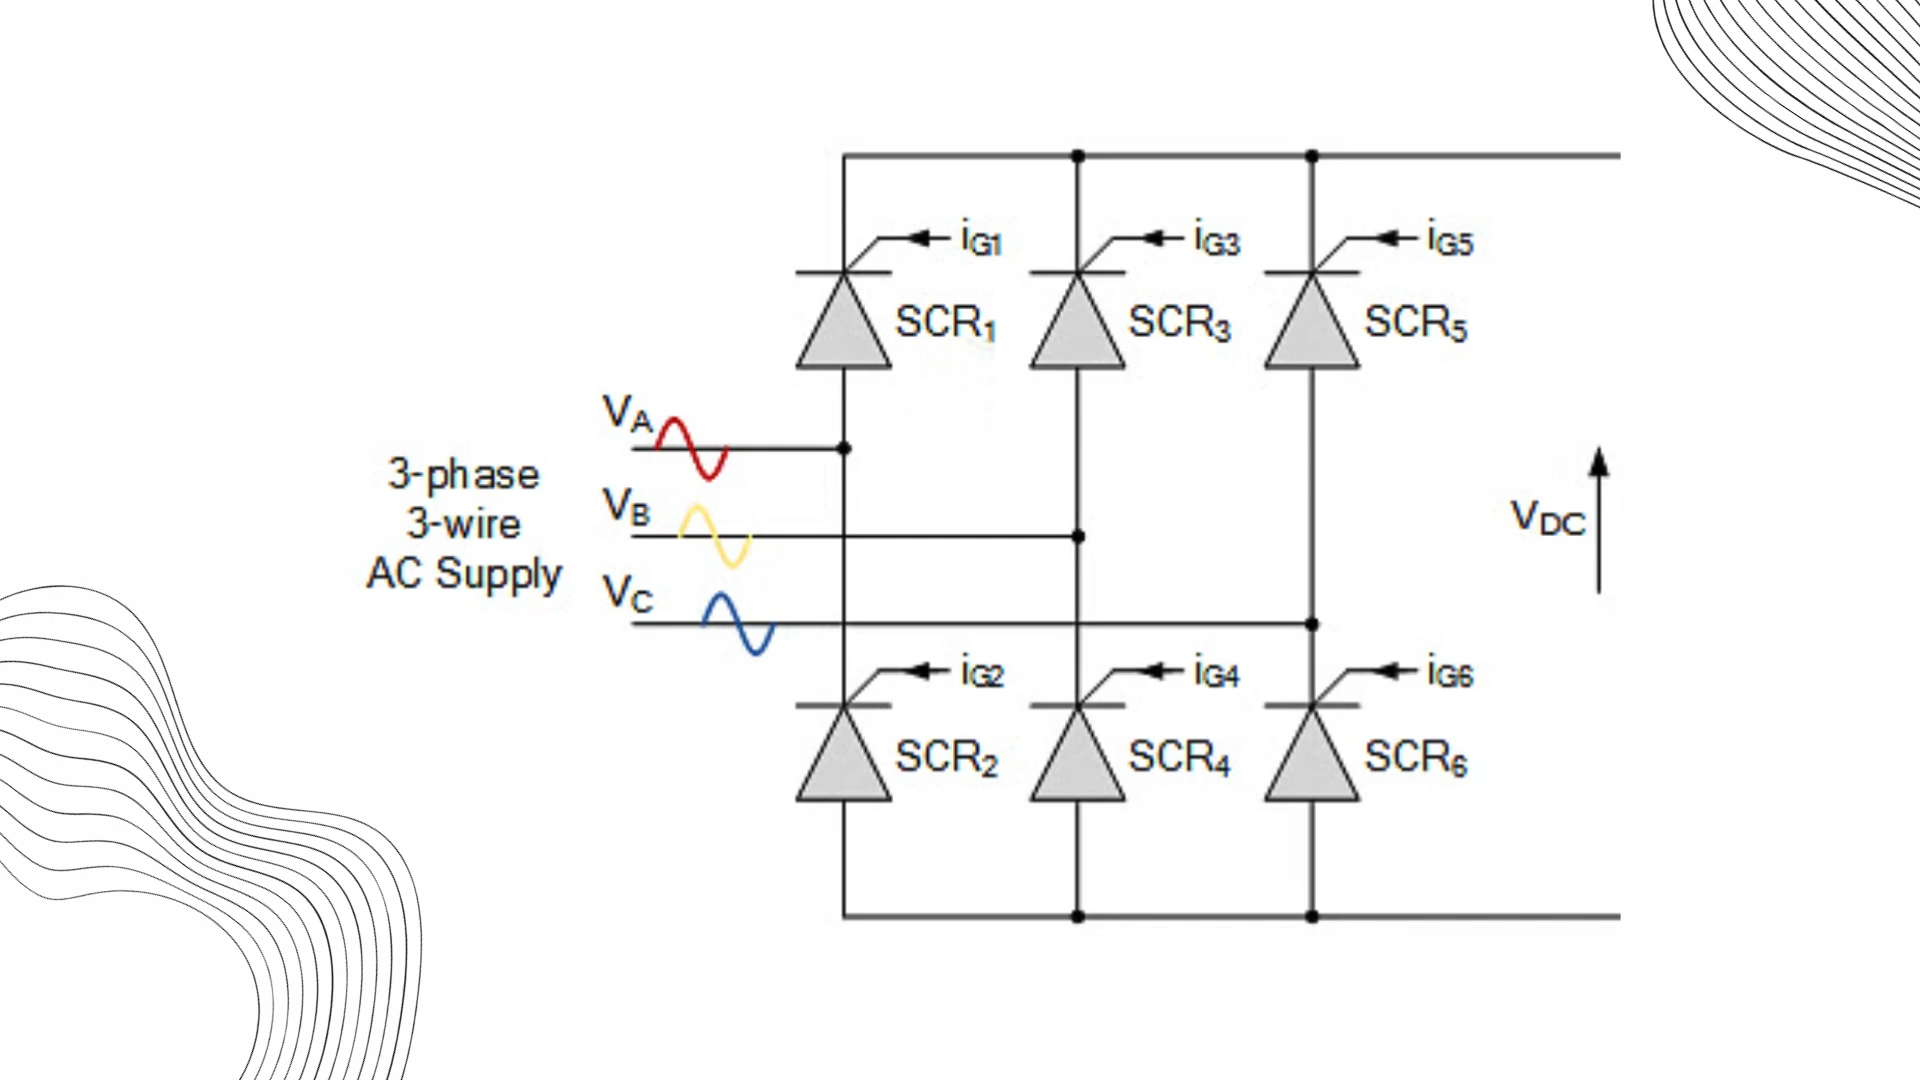 iG1
iG3
iG5
SCR1
SCR3
SCR5
VA
3-phase
3-wire
AC Supply
VB
VC
VDC
iG2
iG4
iG6
SCR2
SCR4
SCR6